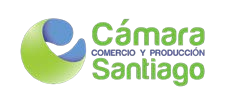 Cámara
COMERCIO Y PRODUCCIÓN
Santiago